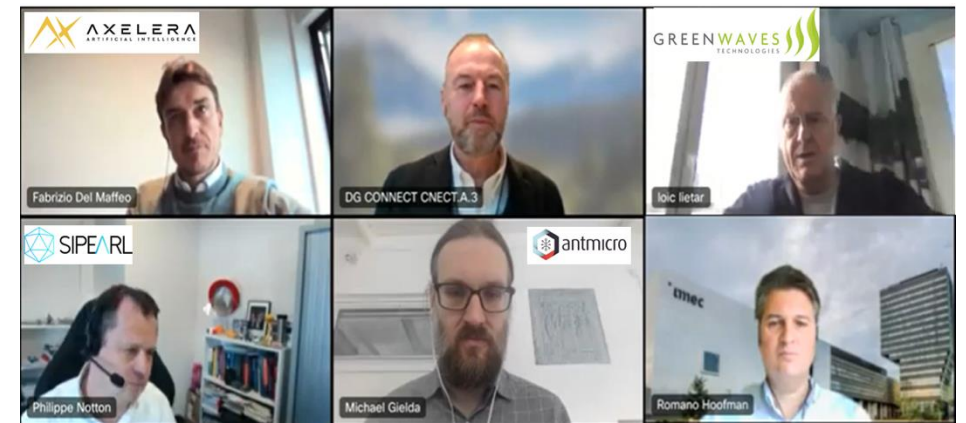 AXELERA
ARTIFICIAL INTELLIGENCE
Fabrizio Del Maffeo
DG CONNECT CNECT.A.3
GREENWAVES
TECHNOLOGIES
loic lietar
SIPEARL
Philippe Notton
antmicro
Michael Gielda
imec
Romano Hoofman